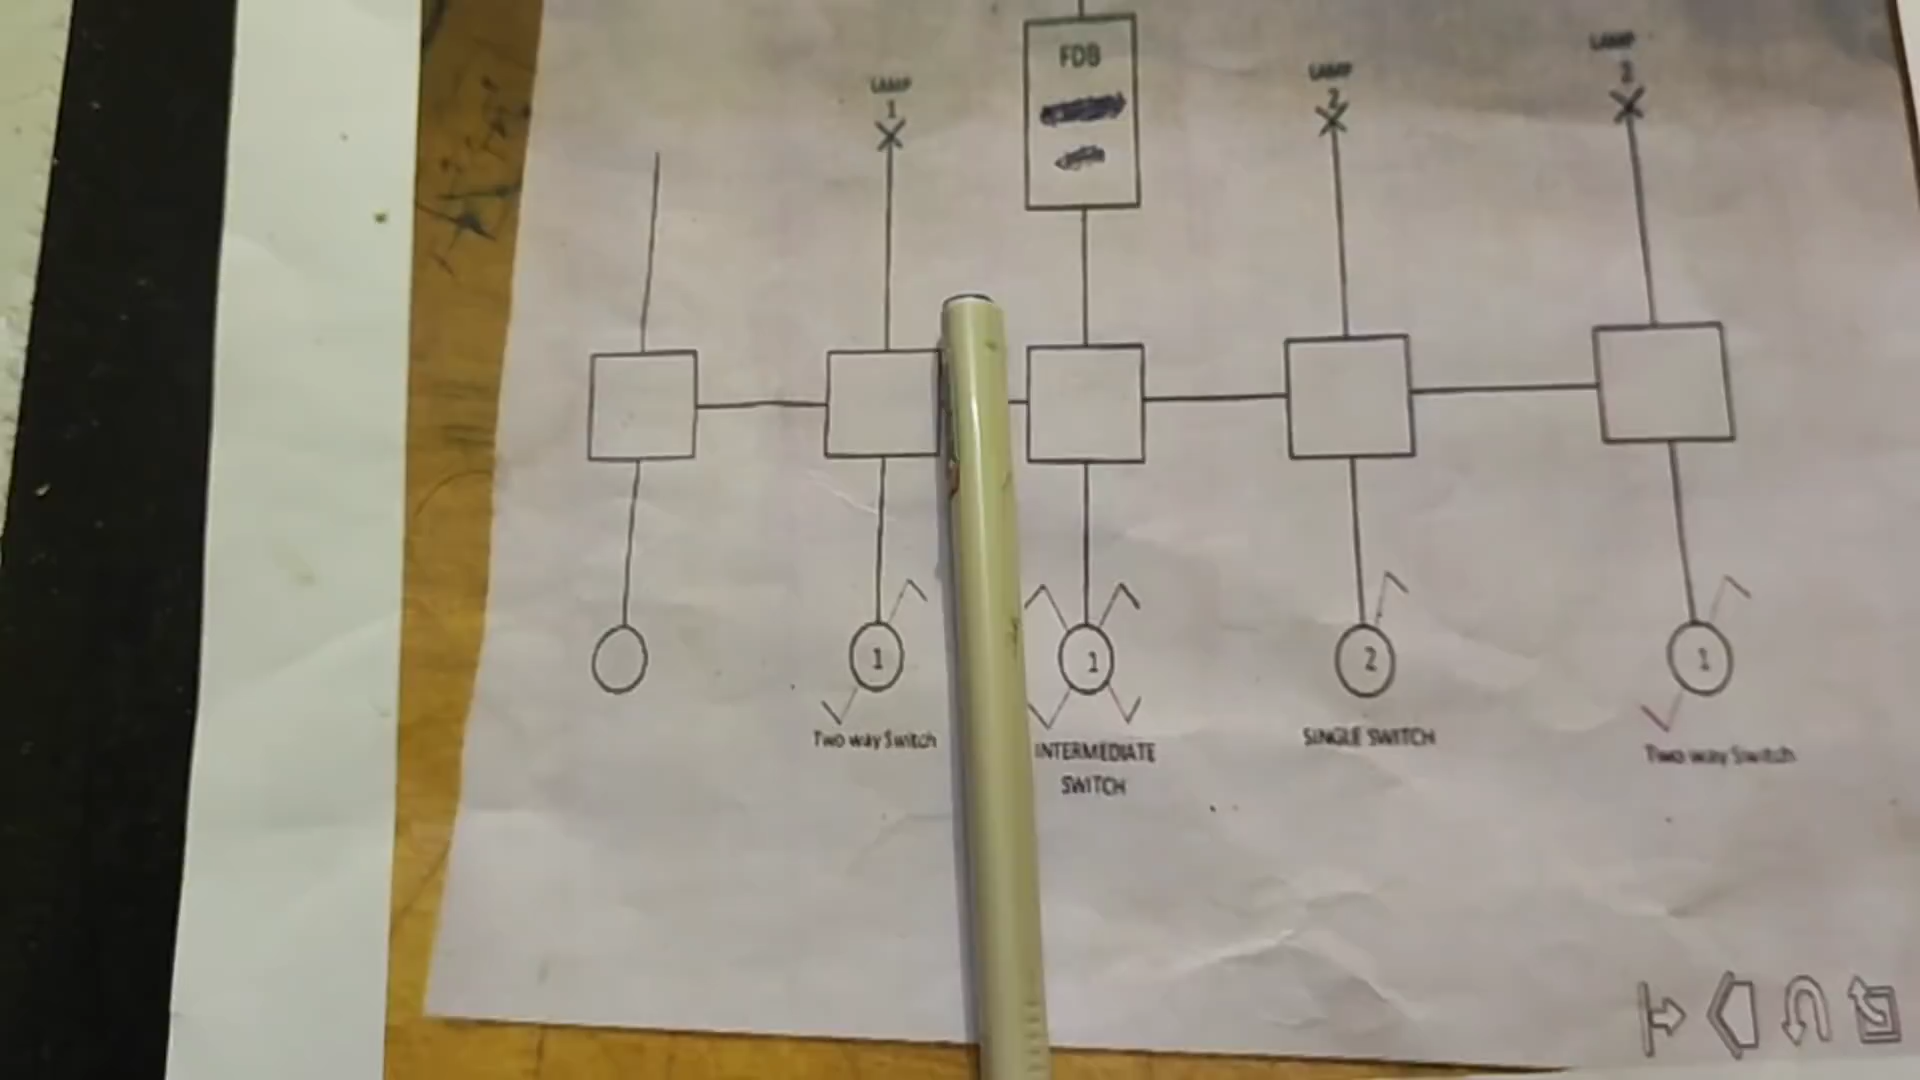 FDB
LAMP
1
LAMP
2
LAMP
1
1
2
1
Two way Switch
INTERMEDIATE
SWITCH
SINGLE SWITCH
Two way Switch